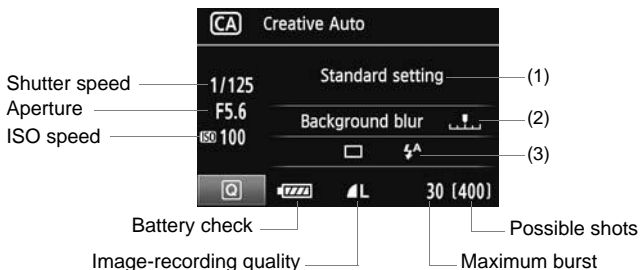 CA Creative Auto
Standard setting (1)
Shutter speed 1/125
Aperture F5.6
Background blur (2)
ISO speed ISO 100
A (3)
Q L 30 [400]
Battery check
Possible shots
Image-recording quality
Maximum burst